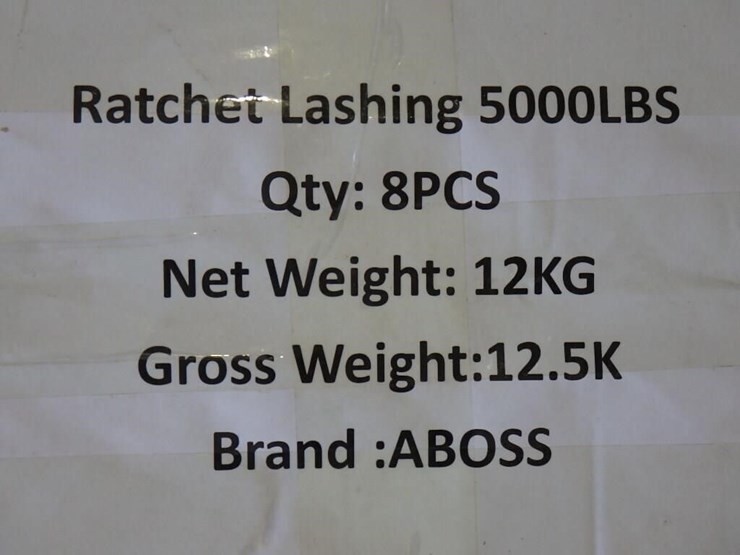 Ratchet Lashing 5000LBS
Qty: 8PCS
Net Weight: 12KG
Gross Weight:12.5K
Brand :ABOSS